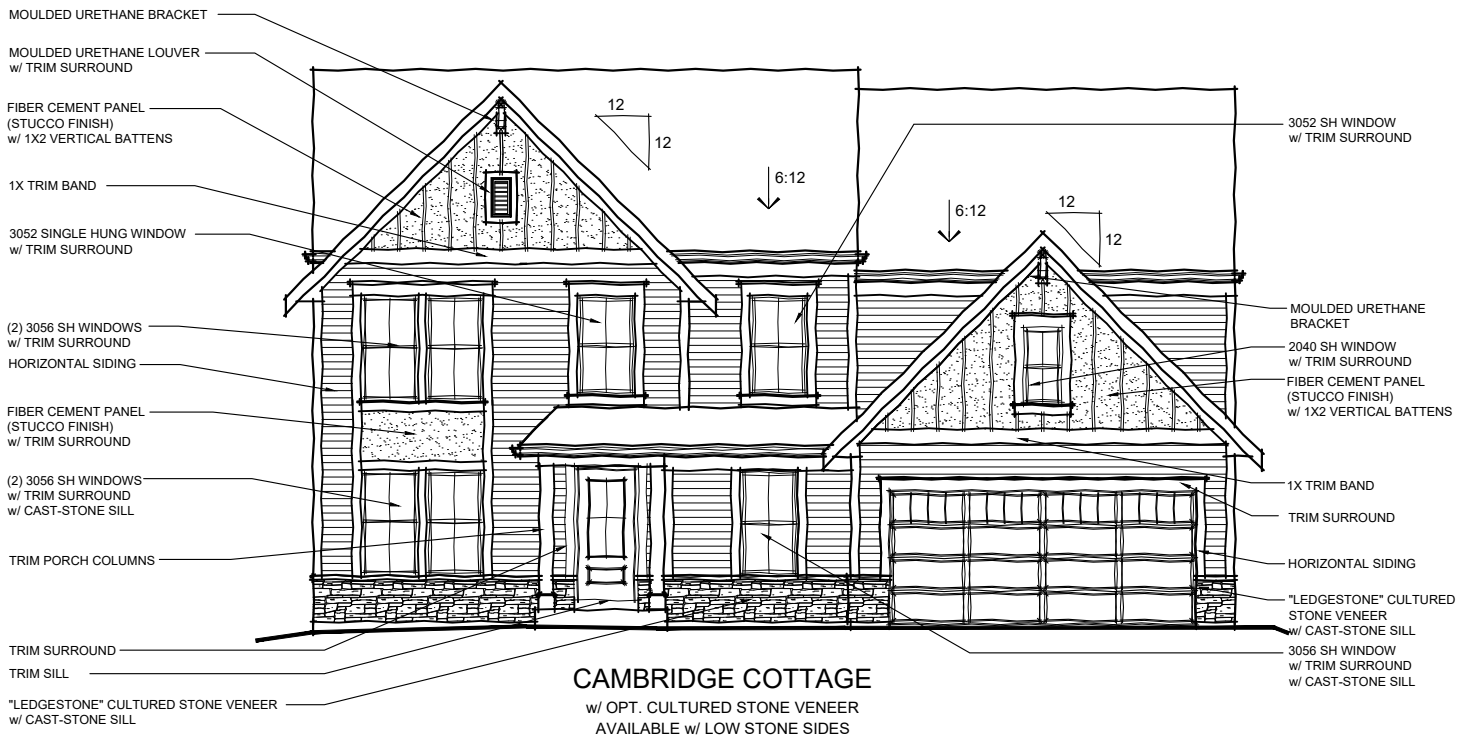 MOULDED URETHANE BRACKET
MOULDED URETHANE LOUVER
w/ TRIM SURROUND
FIBER CEMENT PANEL
(STUCCO FINISH)
w/ 1X2 VERTICAL BATTENS
1X TRIM BAND
3052 SINGLE HUNG WINDOW
w/ TRIM SURROUND
(2) 3056 SH WINDOWS
w/ TRIM SURROUND
HORIZONTAL SIDING
FIBER CEMENT PANEL
(STUCCO FINISH)
w/ TRIM SURROUND
(2) 3056 SH WINDOWS
w/ TRIM SURROUND
w/ CAST-STONE SILL
TRIM PORCH COLUMNS
TRIM SURROUND
TRIM SILL
"LEDGESTONE" CULTURED STONE VENEER
w/ CAST-STONE SILL
12
12
6:12
6:12
12
12
3052 SH WINDOW
w/ TRIM SURROUND
MOULDED URETHANE
BRACKET
2040 SH WINDOW
w/ TRIM SURROUND
FIBER CEMENT PANEL
(STUCCO FINISH)
w/ 1X2 VERTICAL BATTENS
1X TRIM BAND
TRIM SURROUND
HORIZONTAL SIDING
"LEDGESTONE" CULTURED
STONE VENEER
w/ CAST-STONE SILL
3056 SH WINDOW
w/ TRIM SURROUND
w/ CAST-STONE SILL
CAMBRIDGE COTTAGE
w/ OPT. CULTURED STONE VENEER
AVAILABLE w/ LOW STONE SIDES